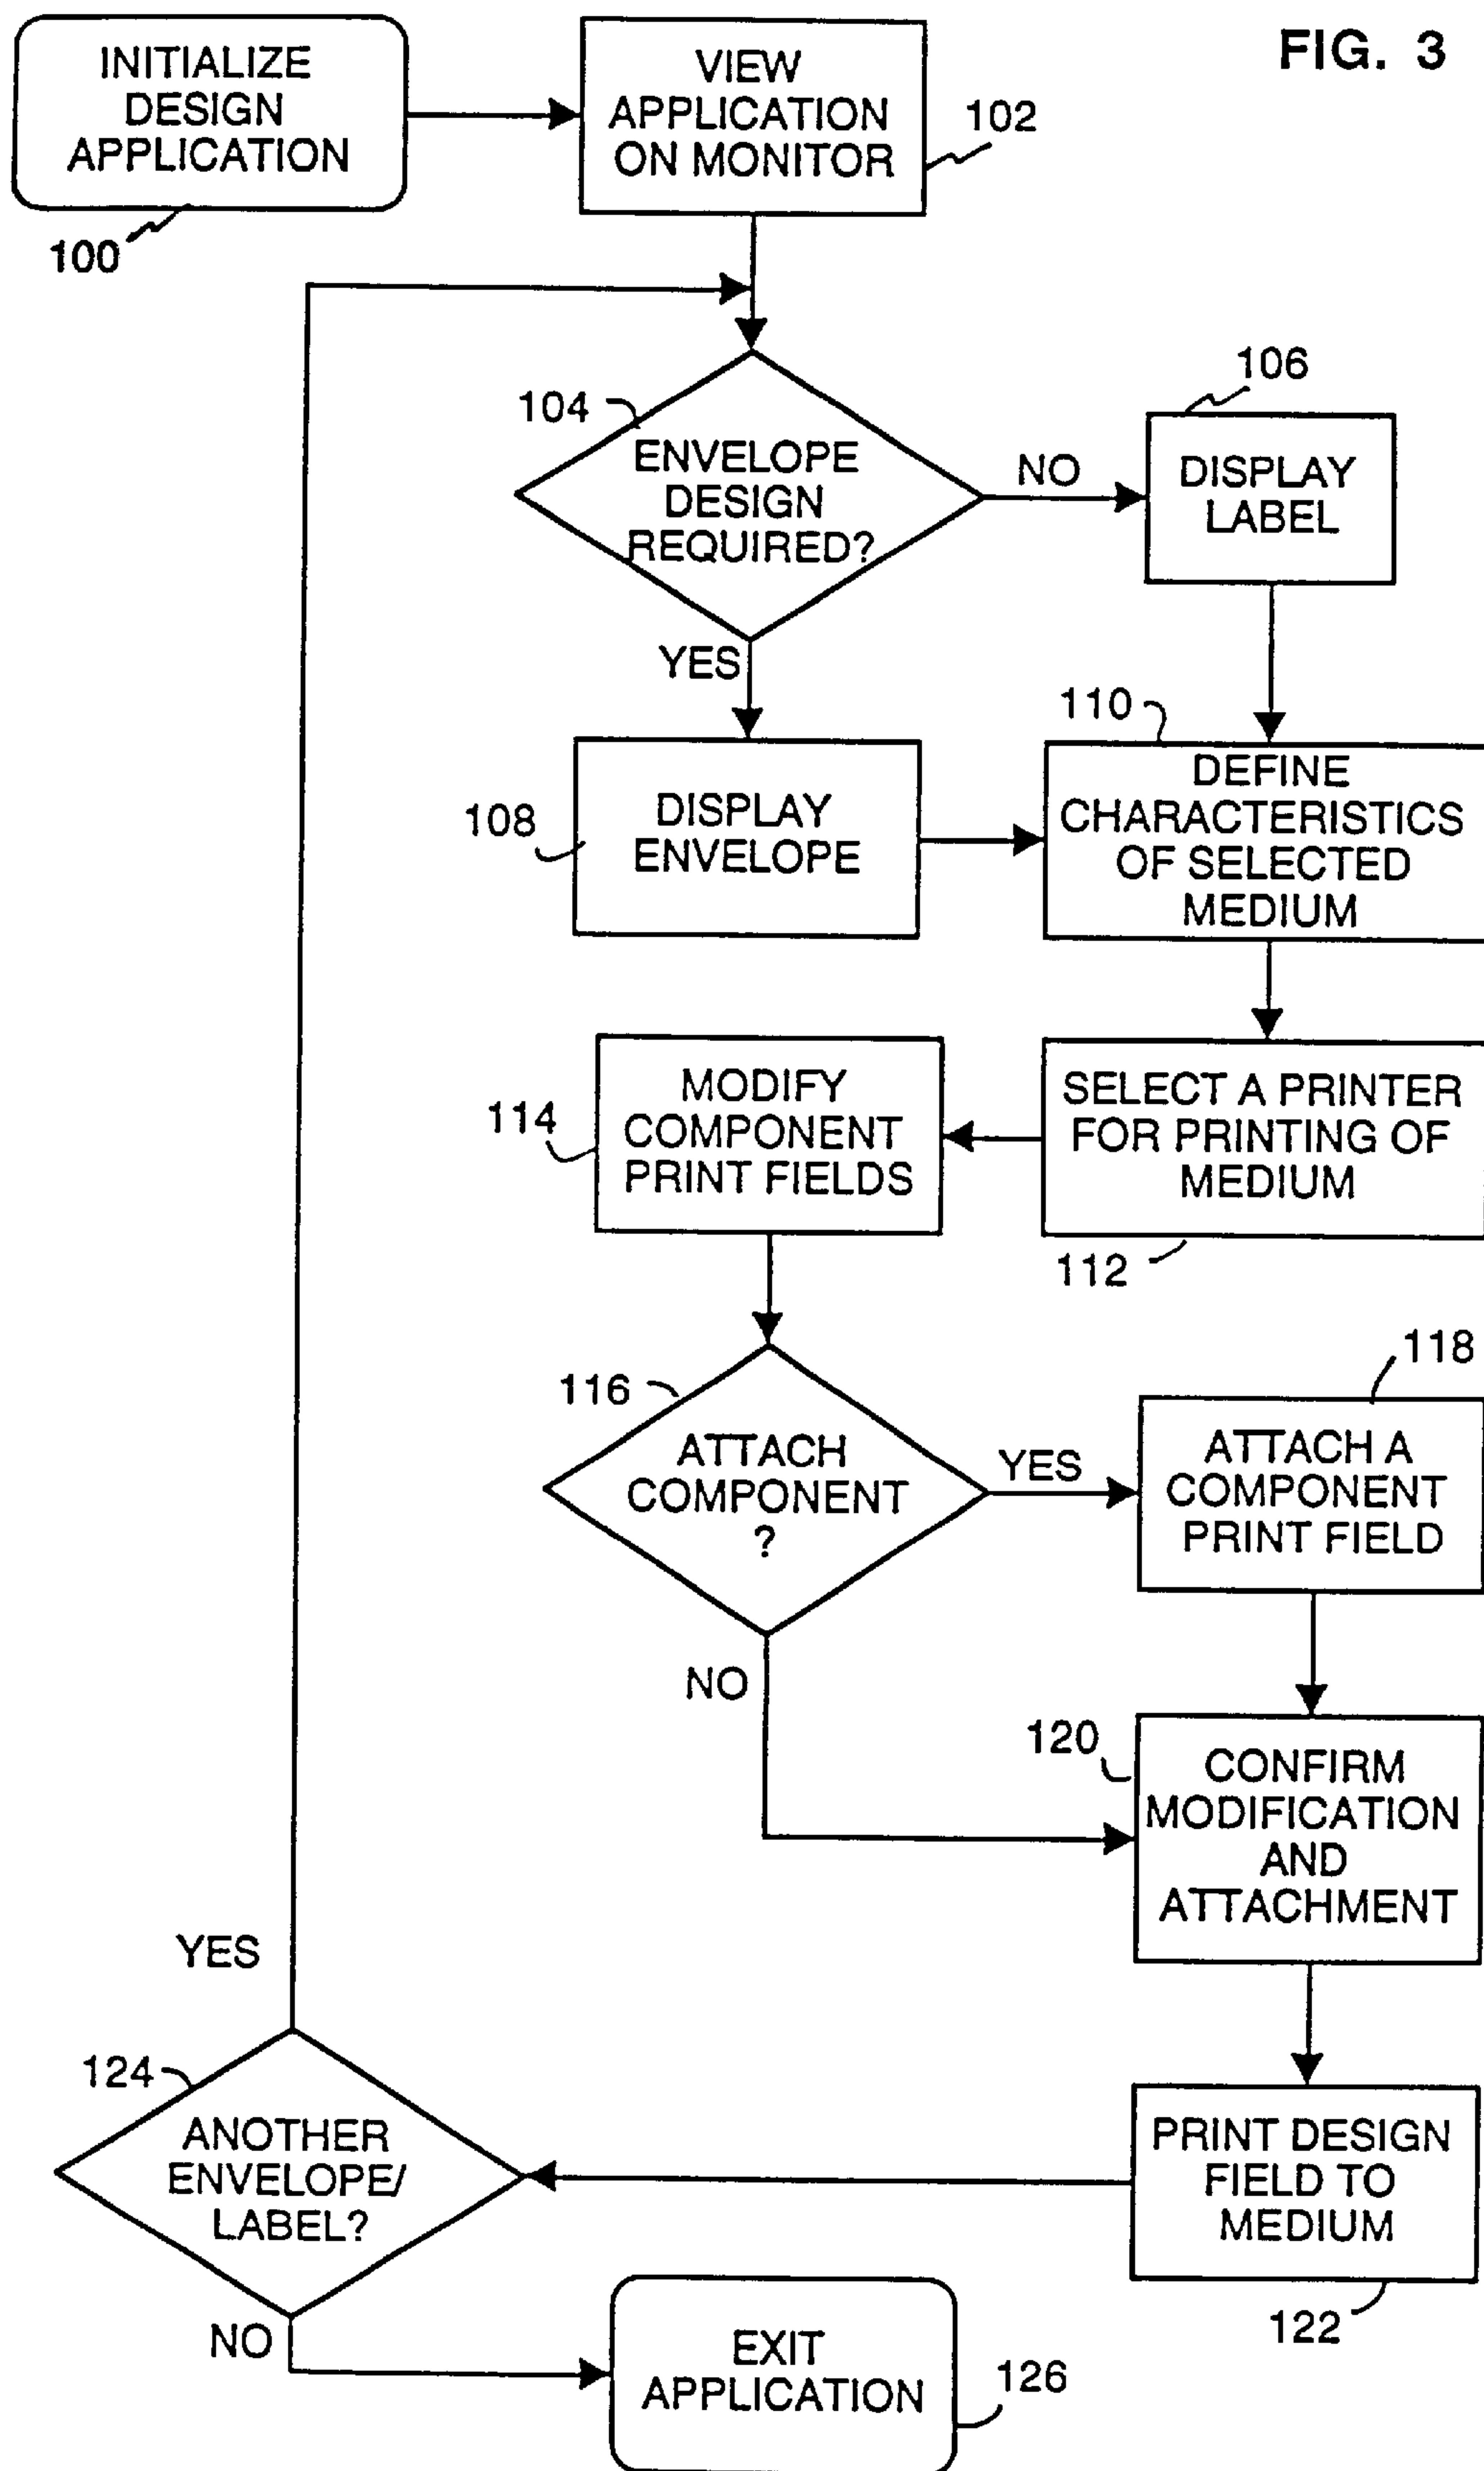 FIG. 3
INITIALIZE
DESIGN
APPLICATION
100
VIEW
APPLICATION
ON MONITOR
102
104
ENVELOPE
DESIGN
REQUIRED?
NO
YES
106
DISPLAY
LABEL
108
DISPLAY
ENVELOPE
110
DEFINE
CHARACTERISTICS
OF SELECTED
MEDIUM
SELECT A PRINTER
FOR PRINTING OF
MEDIUM
112
114
MODIFY
COMPONENT
PRINT FIELDS
116
ATTACH
COMPONENT
?
YES
NO
118
ATTACH A
COMPONENT
PRINT FIELD
120
CONFIRM
MODIFICATION
AND
ATTACHMENT
PRINT DESIGN
FIELD TO
MEDIUM
122
YES
124
ANOTHER
ENVELOPE/
LABEL?
NO
EXIT
APPLICATION
126